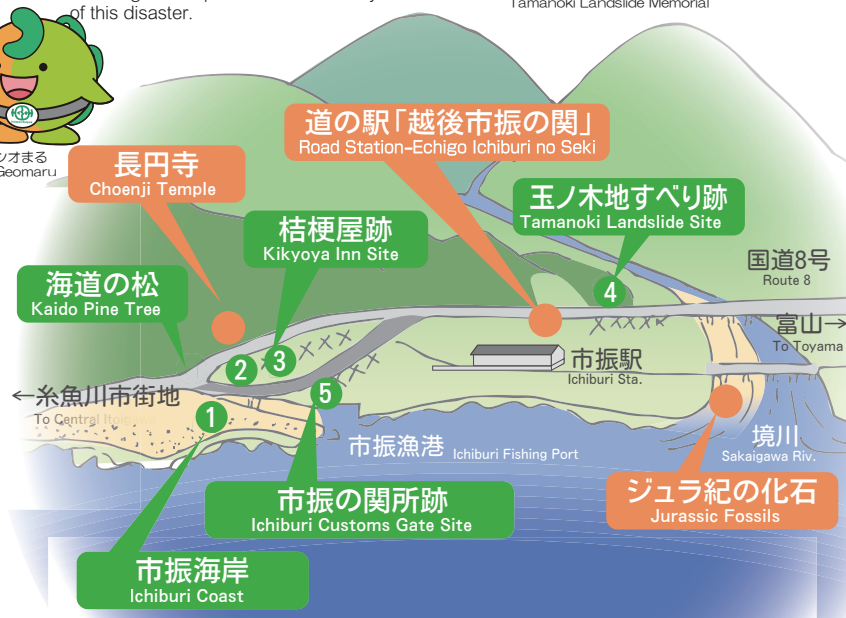 of this disaster.
Tamanoki Landslide Memorial
Geomaru
道の駅「越後市振の関」
Road Station-Echigo Ichiburi no Seki
長円寺
Choenji Temple
玉ノ木地すべり跡
Tamanoki Landslide Site
桔梗屋跡
Kikyoya Inn Site
国道8号
Route 8
海道の松
Kaido Pine Tree
4
富山→
To Toyama
市振駅
Ichiburi Sta.
2
3
←糸魚川市街地
To Central Itoigawa
5
1
市振漁港
Ichiburi Fishing Port
境川
Sakaigawa Riv.
ジュラ紀の化石
Jurassic Fossils
市振の関所跡
Ichiburi Customs Gate Site
市振海岸
Ichiburi Coast